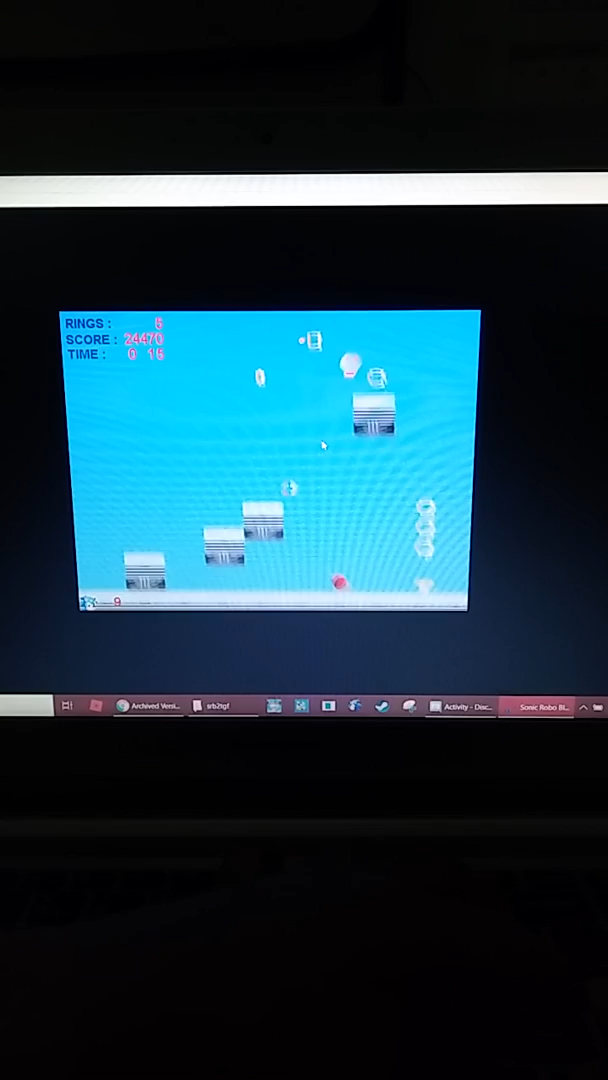 RINGS : 5
SCORE : 24470
TIME : 0 15
9
Archived Versi... srb2tgf Activity - Disc... Sonic Robo Bl...